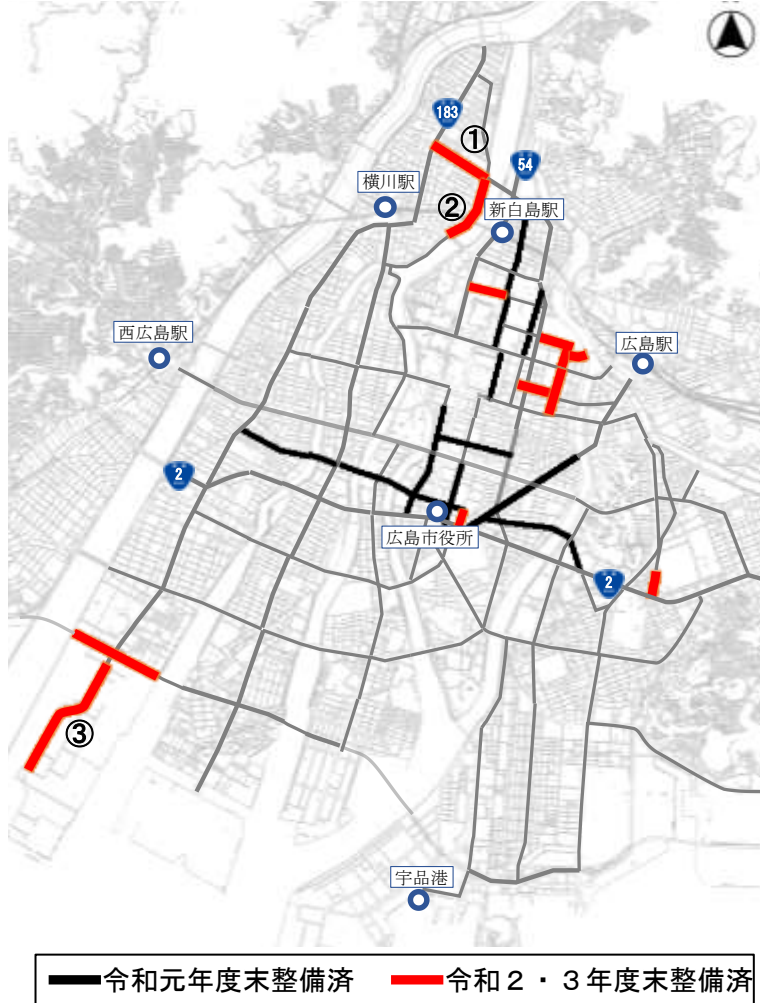 183
①
54
横川駅
②
新白島駅
西広島駅
広島駅
2
広島市役所
2
③
宇品港
令和元年度末整備済 令和2・3年度末整備済